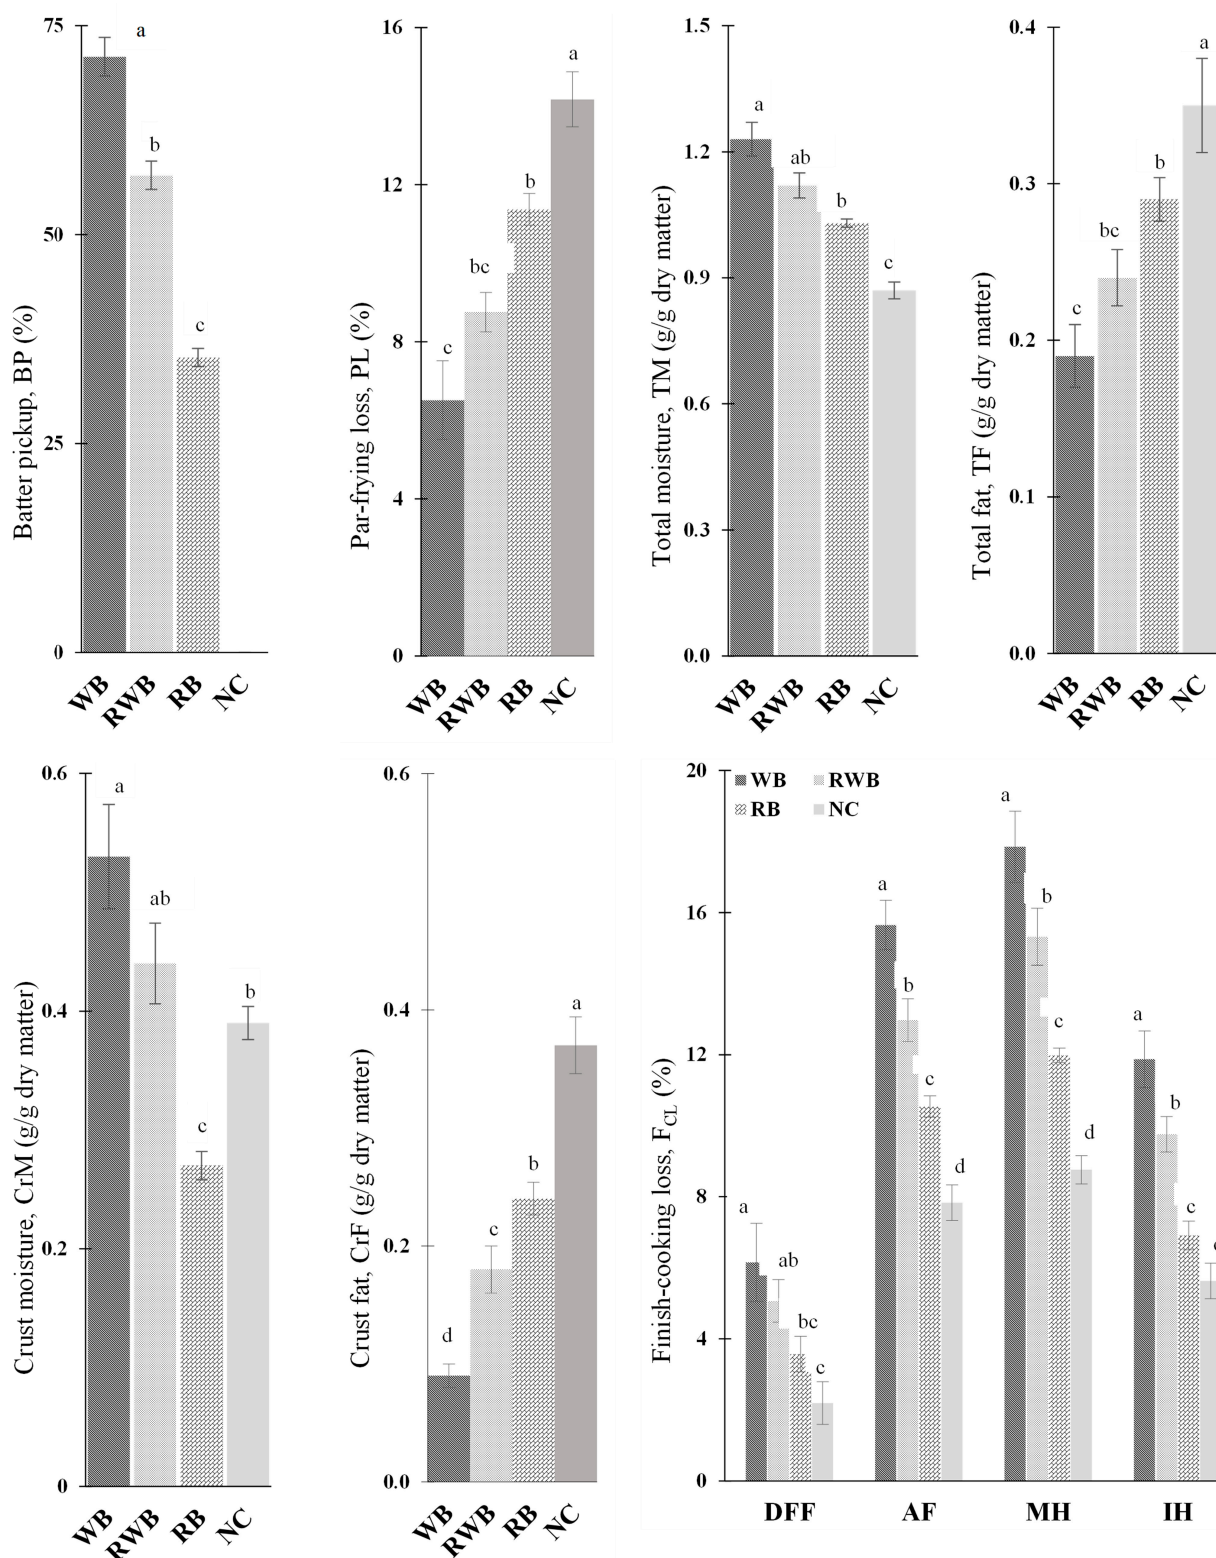 75
50
25
0
Batter pickup, BP (%)
a
b
c
WB
RWB
RB
NC
16
12
8
4
0
Par-frying loss, PL (%)
c
bc
b
a
WB
RWB
RB
NC
1.5
1.2
0.9
0.6
0.3
0.0
Total moisture, TM (g/g dry matter)
a
ab
b
c
WB
RWB
RB
NC
0.4
0.3
0.2
0.1
0.0
Total fat, TF (g/g dry matter)
c
bc
b
a
WB
RWB
RB
NC
0.6
0.4
0.2
0
Crust moisture, CrM (g/g dry matter)
a
ab
c
b
WB
RWB
RB
NC
0.6
0.4
0.2
0.0
Crust fat, CrF (g/g dry matter)
d
c
b
a
WB
RWB
RB
NC
20
16
12
8
4
0
Finish-cooking loss, FCL (%)
WB
RWB
RB
NC
a
ab
bc
c
a
b
c
d
a
b
c
d
a
b
c
DFF
AF
MH
IH